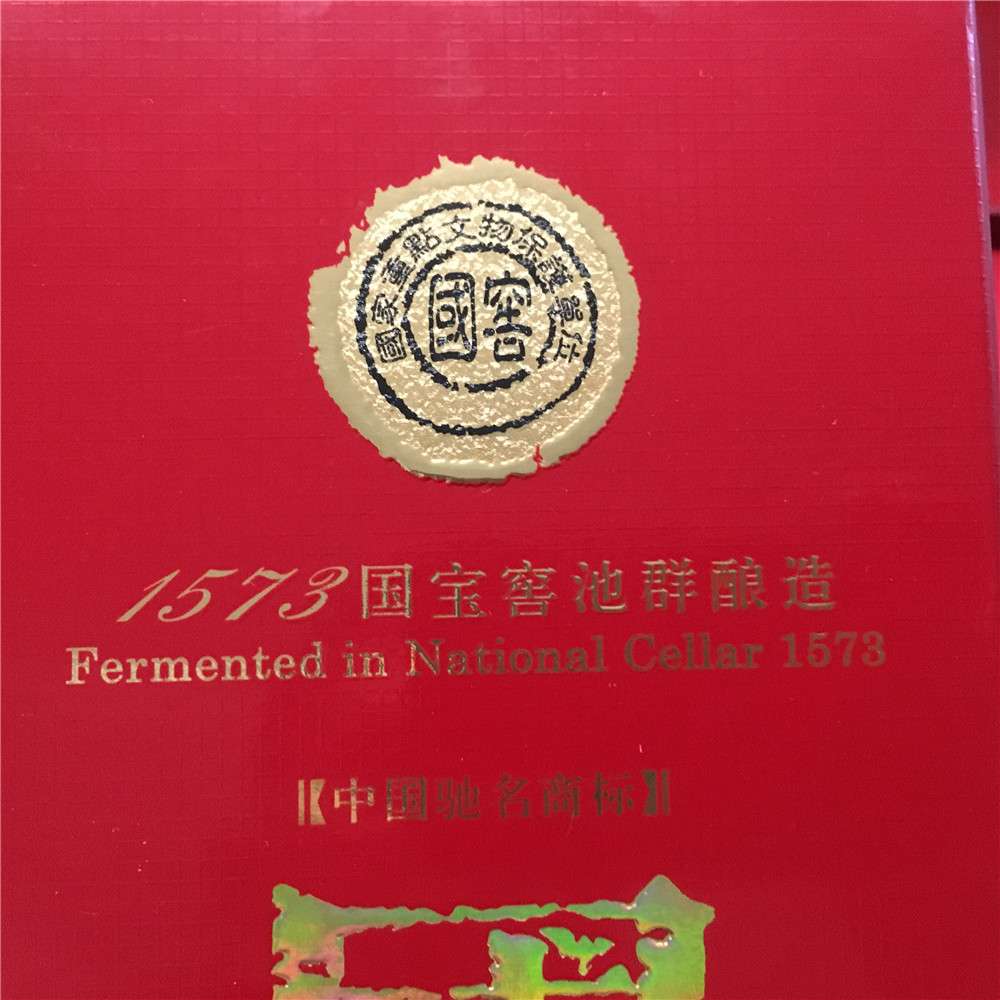 國家重點文物保護單位
國窖
1573国宝窖池群酿造
Fermented in National Cellar 1573
【中国驰名商标】